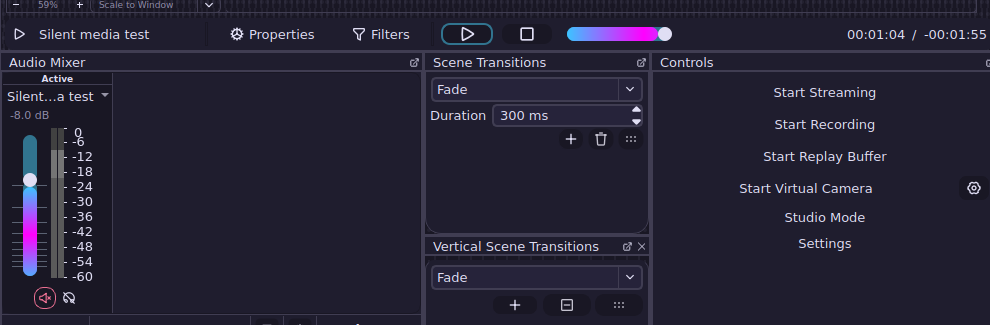 59% Scale to Window
Silent media test Properties Filters 00:01:04 / -00:01:55
Audio Mixer
Active
Silent...a test
-8.0 dB
0
-6
-12
-18
-24
-30
-36
-42
-48
-54
-60
Scene Transitions
Fade
Duration 300 ms
Vertical Scene Transitions
Fade
Controls
Start Streaming
Start Recording
Start Replay Buffer
Start Virtual Camera
Studio Mode
Settings